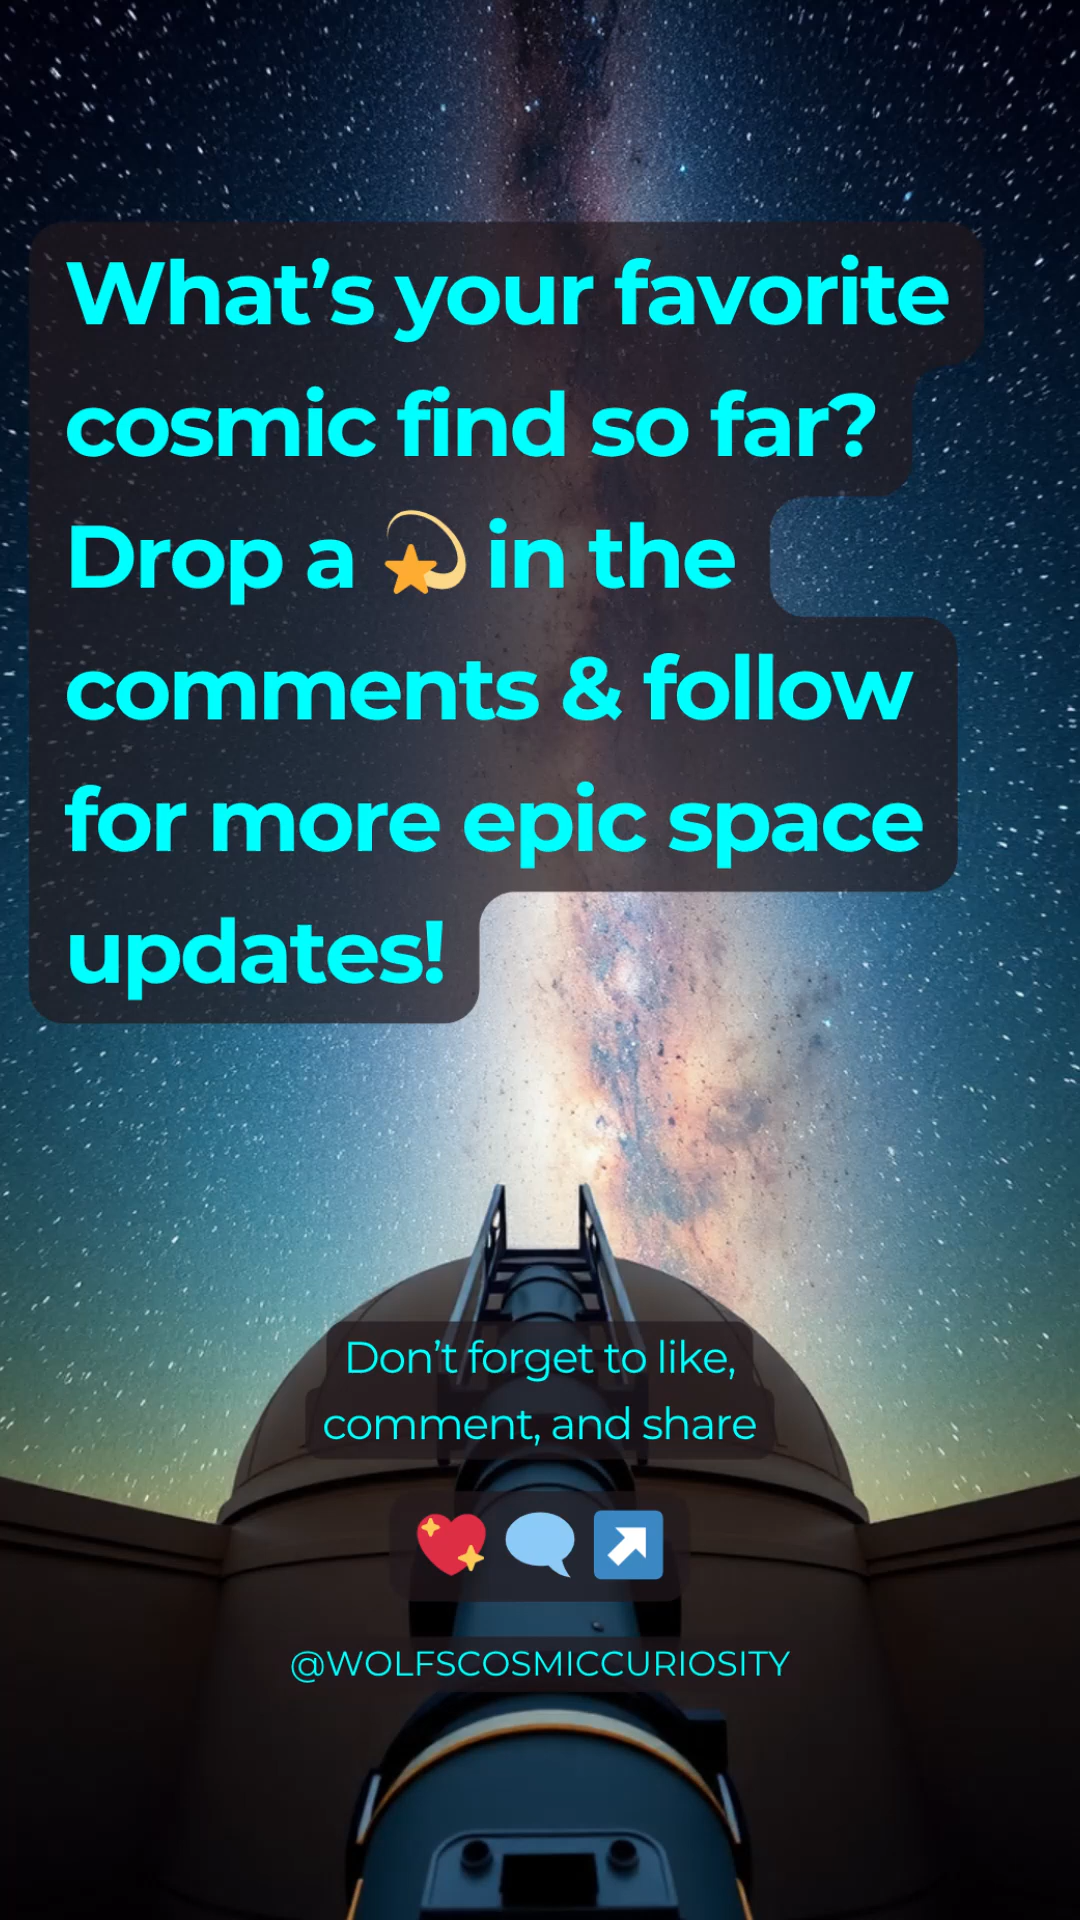 What’s your favorite
cosmic find so far?
Drop a 💫 in the
comments & follow
for more epic space
updates!
Don’t forget to like,
comment, and share
💖 🗨️ ↗️
@WOLFSCOSMICCURIOSITY